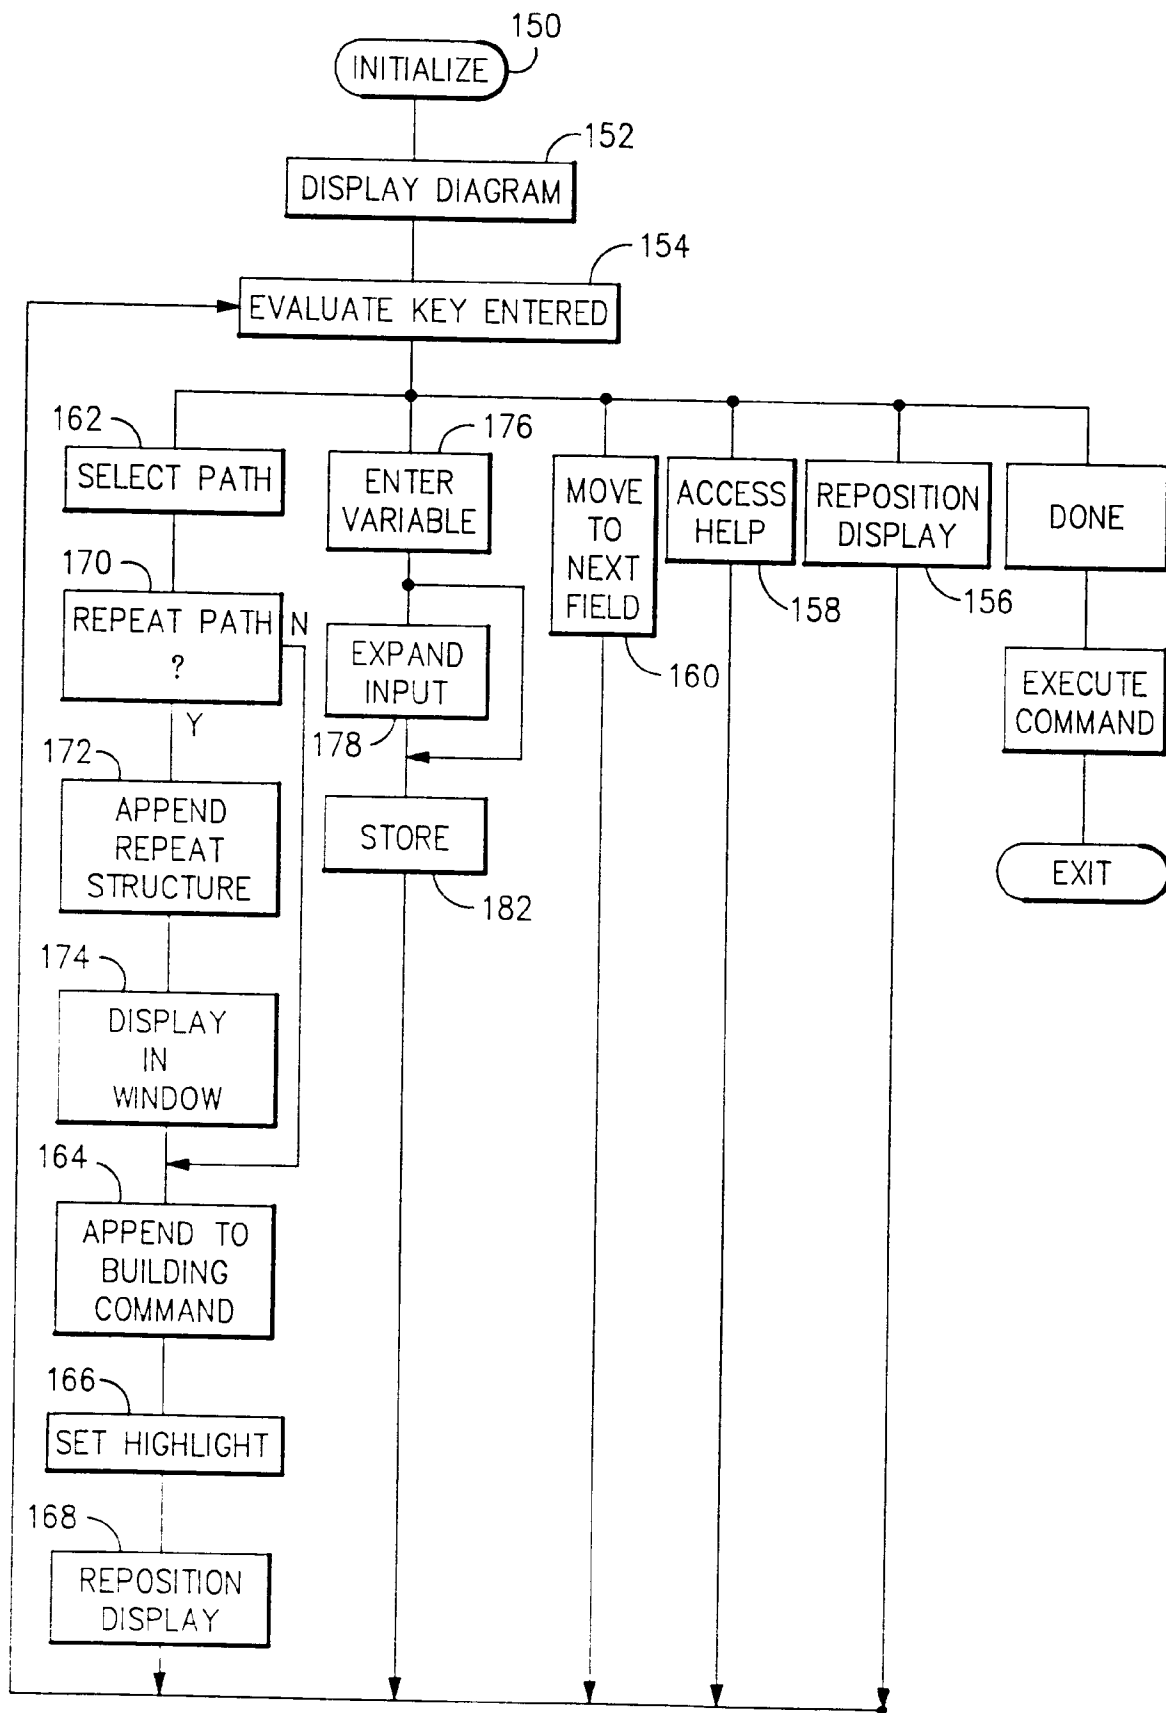 150
INITIALIZE
152
DISPLAY DIAGRAM
154
EVALUATE KEY ENTERED
162
SELECT PATH
170
REPEAT PATH
?
N
Y
172
APPEND
REPEAT
STRUCTURE
174
DISPLAY
IN
WINDOW
164
APPEND TO
BUILDING
COMMAND
166
SET HIGHLIGHT
168
REPOSITION
DISPLAY
176
ENTER
VARIABLE
EXPAND
INPUT
178
STORE
182
MOVE
TO
NEXT
FIELD
160
ACCESS
HELP
158
REPOSITION
DISPLAY
156
DONE
EXECUTE
COMMAND
EXIT